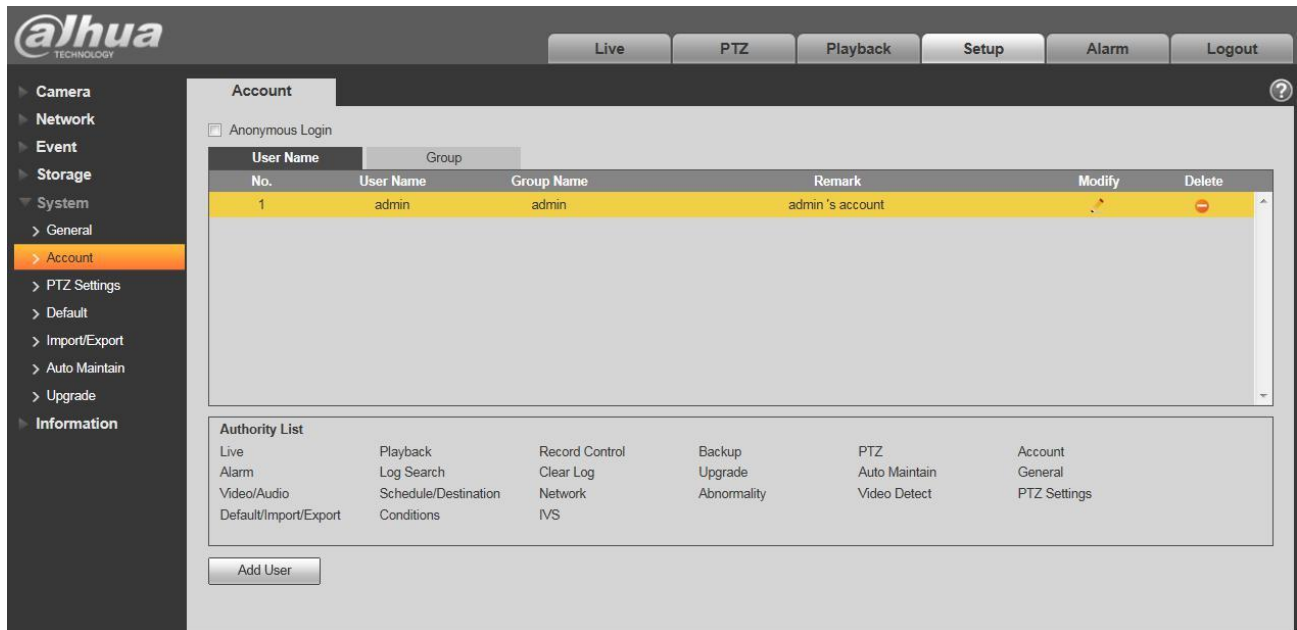 alhua
TECHNOLOGY
Live PTZ Playback Setup Alarm Logout
Camera
Network
Event
Storage
System
General
Account
PTZ Settings
Default
Import/Export
Auto Maintain
Upgrade
Information
Account
?
Anonymous Login
User Name Group
No. User Name Group Name Remark Modify Delete
1 admin admin admin 's account
Authority List
Live Playback Record Control Backup PTZ Account
Alarm Log Search Clear Log Upgrade Auto Maintain General
Video/Audio Schedule/Destination Network Abnormality Video Detect PTZ Settings
Default/Import/Export Conditions IVS
Add User